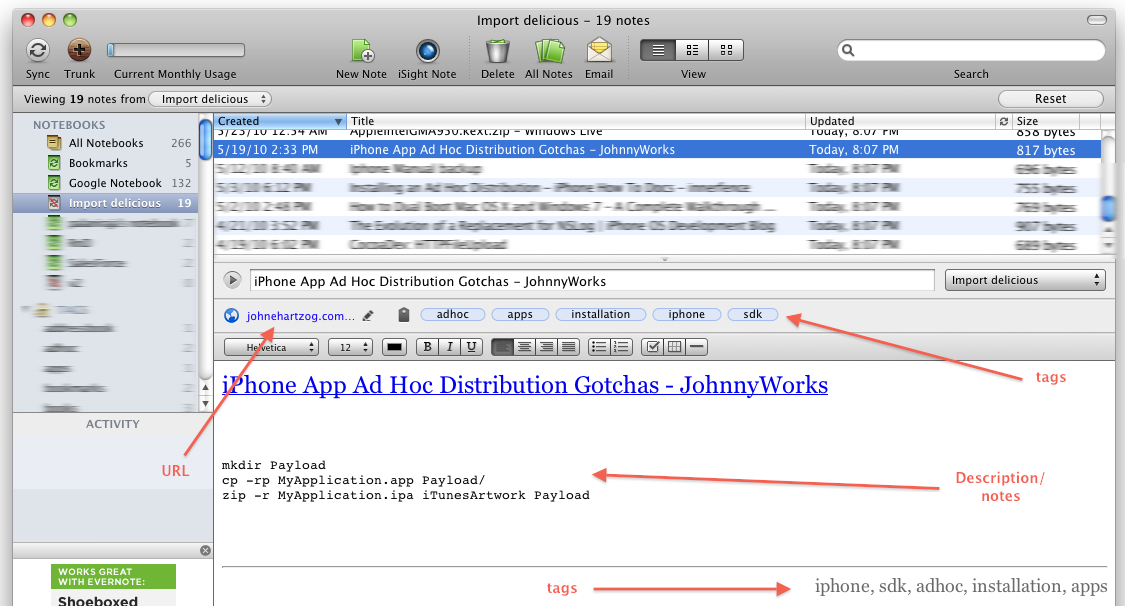 Import delicious – 19 notes
Sync Trunk Current Monthly Usage New Note iSight Note Delete All Notes Email View Search
Viewing 19 notes from Import delicious Reset
NOTEBOOKS
All Notebooks 266
Bookmarks 5
Google Notebook 132
Import delicious 19
ACTIVITY
WORKS GREAT
WITH EVERNOTE:
Shoeboxed
Created Title Updated Size
5/23/10 12:34 AM AppleIntelGMA950.kext.zip – Windows Live Today, 8:07 PM 858 bytes
5/19/10 2:33 PM iPhone App Ad Hoc Distribution Gotchas – JohnnyWorks Today, 8:07 PM 817 bytes
5/12/10 8:40 AM Iphone Manual backup Today, 8:07 PM 696 bytes
5/3/10 6:12 PM Installing an Ad Hoc Distribution – iPhone How To Docs – innerfence Today, 8:07 PM 755 bytes
5/2/10 2:48 PM How to Dual Boot Mac OS X and Windows 7 – A Complete Walkthrough ... Today, 8:07 PM 769 bytes
4/21/10 3:52 PM The Evolution of a Replacement for NSLog | iPhone OS Development Blog Today, 8:07 PM 907 bytes
4/19/10 6:02 PM CocoaDev: HTTPFileUpload Today, 8:07 PM 689 bytes
iPhone App Ad Hoc Distribution Gotchas – JohnnyWorks Import delicious
johnehartzog.com... adhoc apps installation iphone sdk
Helvetica 12 B I U
tags
URL
iPhone App Ad Hoc Distribution Gotchas - JohnnyWorks
mkdir Payload
cp -rp MyApplication.app Payload/
zip -r MyApplication.ipa iTunesArtwork Payload
Description/
notes
tags
iphone, sdk, adhoc, installation, apps